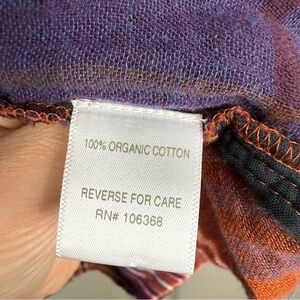 100% ORGANIC COTTON
REVERSE FOR CARE
RN# 106368